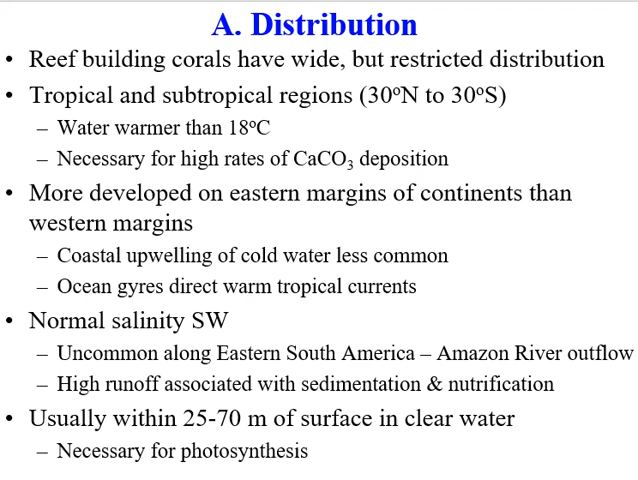 A. Distribution
• Reef building corals have wide, but restricted distribution
• Tropical and subtropical regions (30ºN to 30ºS)
– Water warmer than 18ºC
– Necessary for high rates of CaCO₃ deposition
• More developed on eastern margins of continents than
western margins
– Coastal upwelling of cold water less common
– Ocean gyres direct warm tropical currents
• Normal salinity SW
– Uncommon along Eastern South America – Amazon River outflow
– High runoff associated with sedimentation & nutrification
• Usually within 25-70 m of surface in clear water
– Necessary for photosynthesis